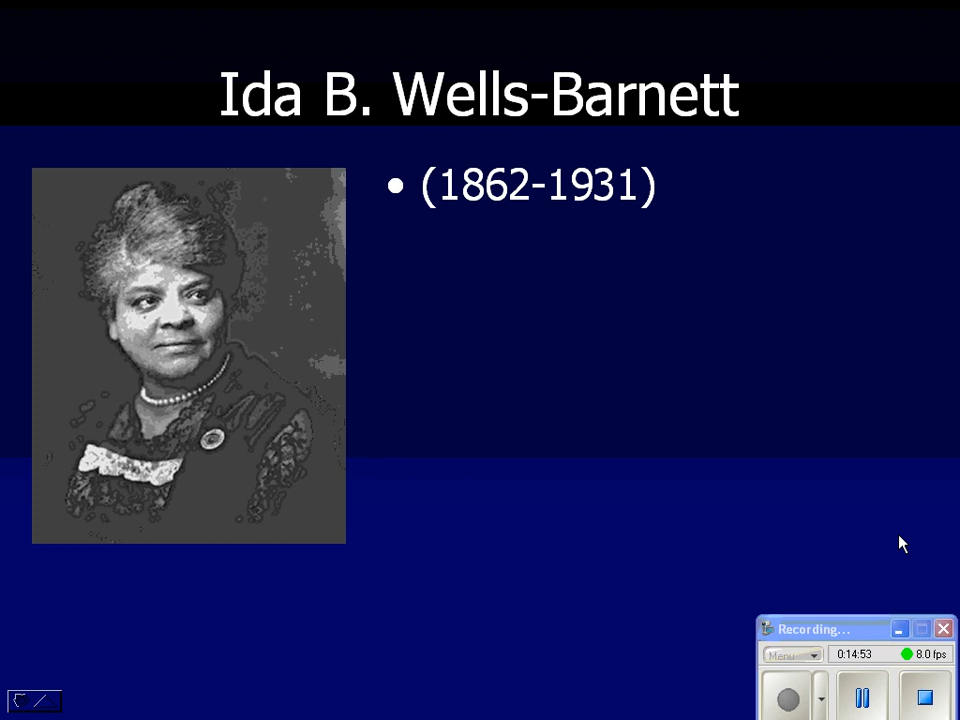 Ida B. Wells-Barnett
• (1862-1931)
Recording...
Menu
0:14:53
8.0 fps